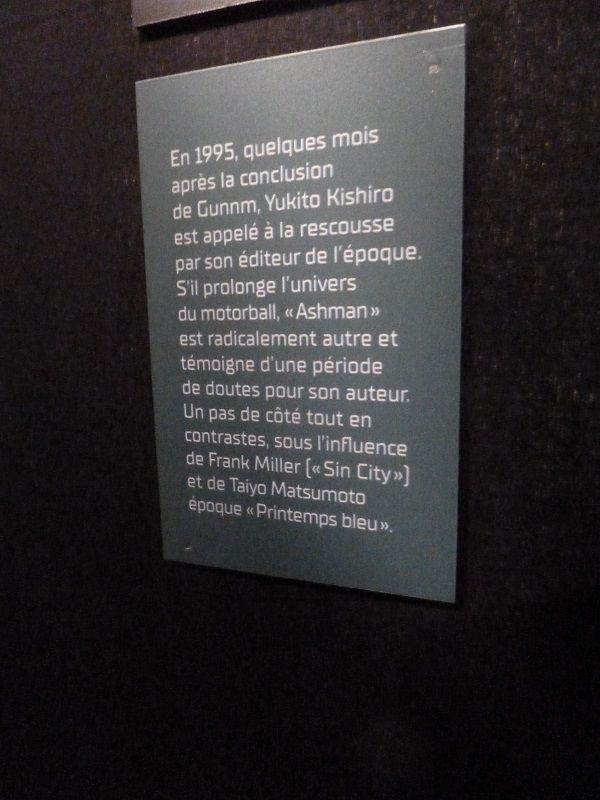 En 1995, quelques mois
après la conclusion
de Gunnm, Yukito Kishiro
est appelé à la rescousse
par son éditeur de l'époque.
S'il prolonge l'univers
du motorball, « Ashman »
est radicalement autre et
témoigne d'une période
de doutes pour son auteur.
Un pas de côté tout en
contrastes, sous l'influence
de Frank Miller [« Sin City »]
et de Taiyo Matsumoto
époque « Printemps bleu ».